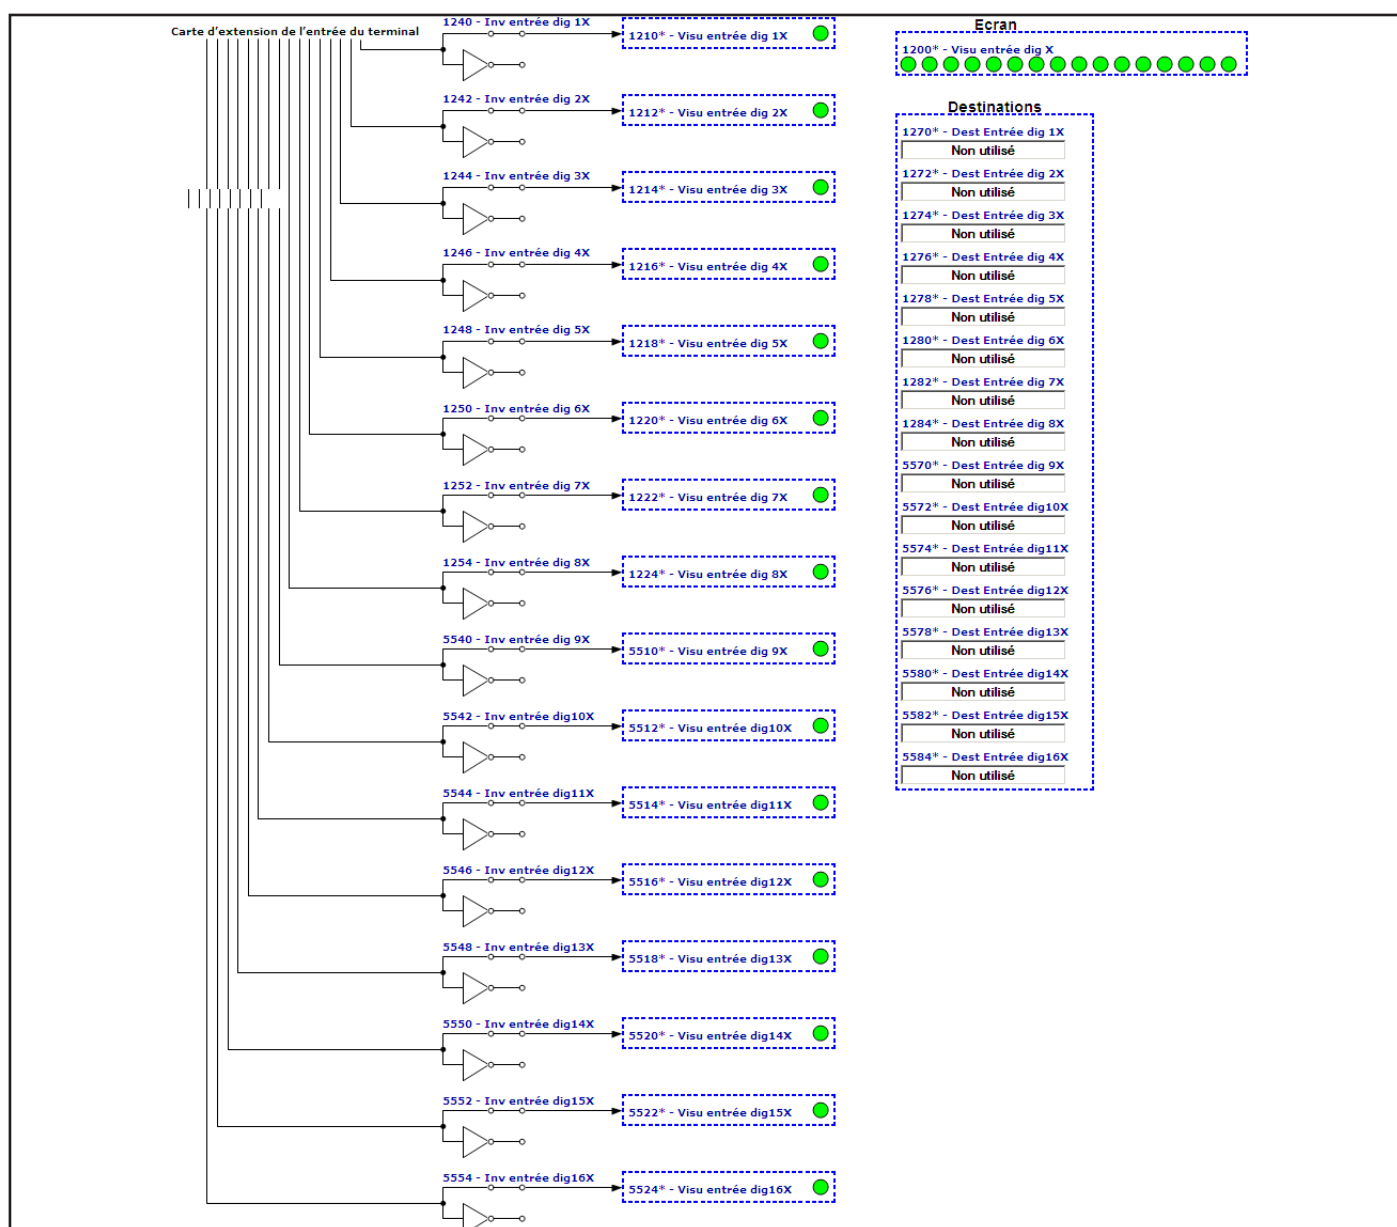 Carte d'extension de l'entrée du terminal
1240 - Inv entrée dig 1X
1210* - Visu entrée dig 1X
1242 - Inv entrée dig 2X
1212* - Visu entrée dig 2X
1244 - Inv entrée dig 3X
1214* - Visu entrée dig 3X
1246 - Inv entrée dig 4X
1216* - Visu entrée dig 4X
1248 - Inv entrée dig 5X
1218* - Visu entrée dig 5X
1250 - Inv entrée dig 6X
1220* - Visu entrée dig 6X
1252 - Inv entrée dig 7X
1222* - Visu entrée dig 7X
1254 - Inv entrée dig 8X
1224* - Visu entrée dig 8X
5540 - Inv entrée dig 9X
5510* - Visu entrée dig 9X
5542 - Inv entrée dig10X
5512* - Visu entrée dig10X
5544 - Inv entrée dig11X
5514* - Visu entrée dig11X
5546 - Inv entrée dig12X
5516* - Visu entrée dig12X
5548 - Inv entrée dig13X
5518* - Visu entrée dig13X
5550 - Inv entrée dig14X
5520* - Visu entrée dig14X
5552 - Inv entrée dig15X
5522* - Visu entrée dig15X
5554 - Inv entrée dig16X
5524* - Visu entrée dig16X
Ecran
1200* - Visu entrée dig X
Destinations
1270* - Dest Entrée dig 1X
Non utilisé
1272* - Dest Entrée dig 2X
Non utilisé
1274* - Dest Entrée dig 3X
Non utilisé
1276* - Dest Entrée dig 4X
Non utilisé
1278* - Dest Entrée dig 5X
Non utilisé
1280* - Dest Entrée dig 6X
Non utilisé
1282* - Dest Entrée dig 7X
Non utilisé
1284* - Dest Entrée dig 8X
Non utilisé
5570* - Dest Entrée dig 9X
Non utilisé
5572* - Dest Entrée dig10X
Non utilisé
5574* - Dest Entrée dig11X
Non utilisé
5576* - Dest Entrée dig12X
Non utilisé
5578* - Dest Entrée dig13X
Non utilisé
5580* - Dest Entrée dig14X
Non utilisé
5582* - Dest Entrée dig15X
Non utilisé
5584* - Dest Entrée dig16X
Non utilisé